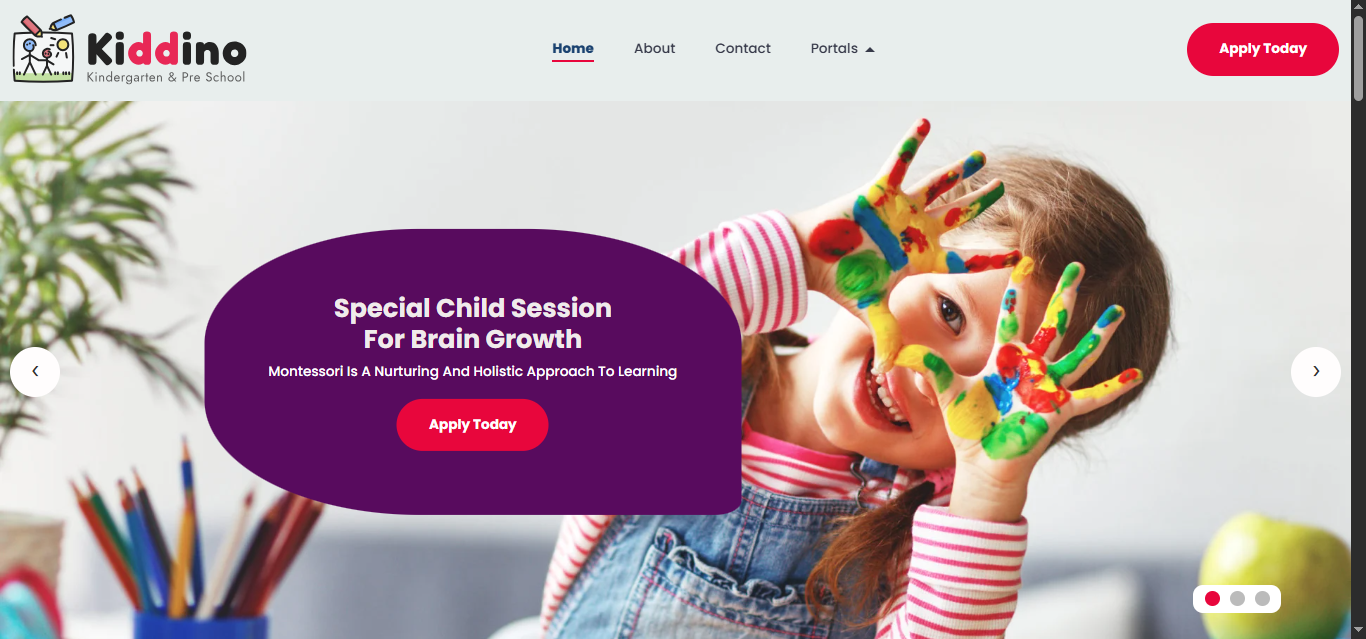 Kiddino
Kindergarten & Pre School
Home
About
Contact
Portals
Apply Today
Special Child Session
For Brain Growth
Montessori Is A Nurturing And Holistic Approach To Learning
Apply Today